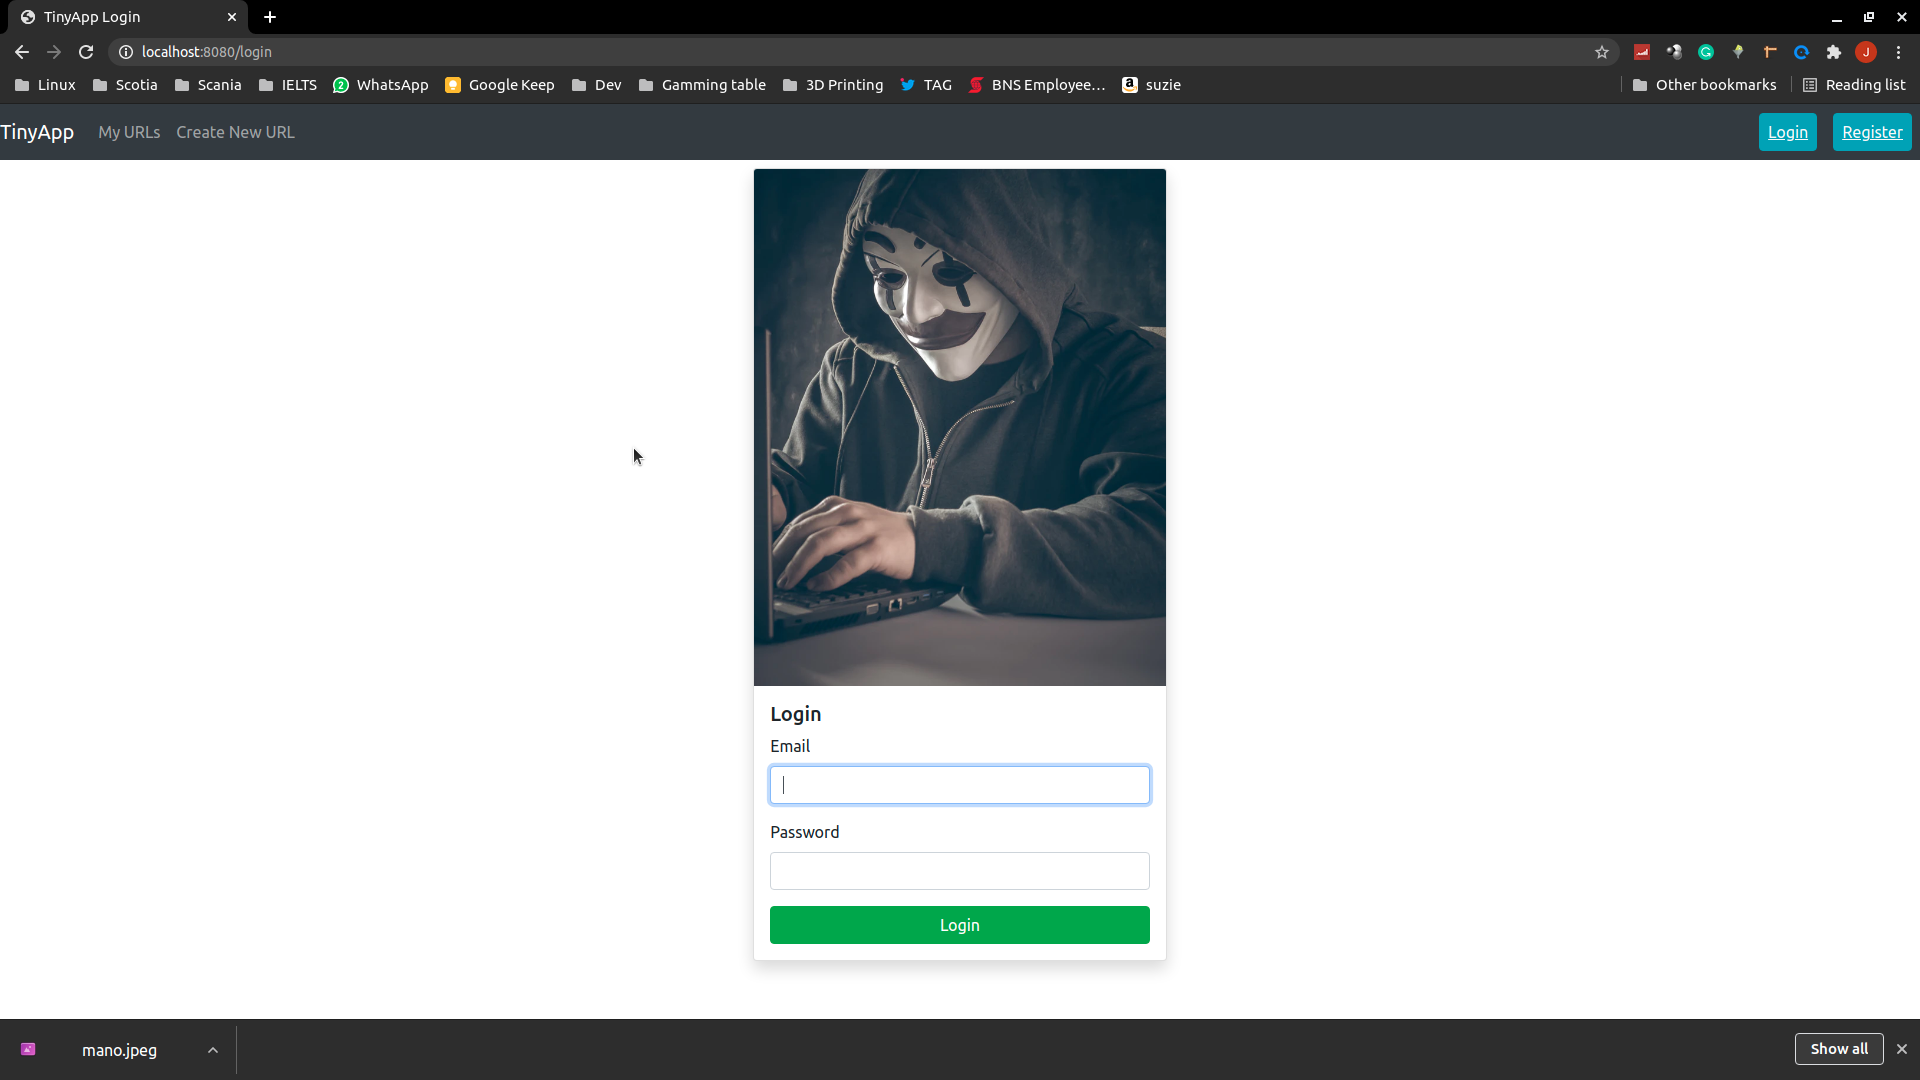 TinyApp Login
localhost:8080/login
J
Linux Scotia Scania IELTS 2 WhatsApp Google Keep Dev Gamming table 3D Printing TAG BNS Employee… a suzie Other bookmarks Reading list
TinyApp My URLs Create New URL Login Register
Login
Email
Password
Login
mano.jpeg Show all